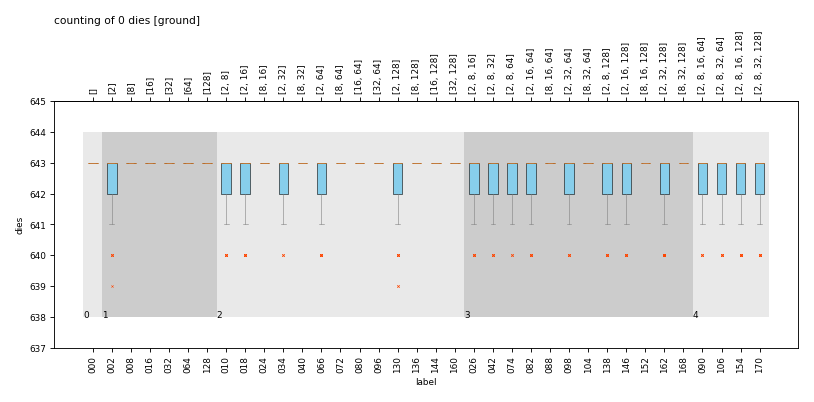 counting of 0 dies [ground]
[] [2] [8] [16] [32] [64] [128] [2, 8] [2, 16] [8, 16] [2, 32] [8, 32] [2, 64] [8, 64] [16, 64] [32, 64] [2, 128] [8, 128] [16, 128] [32, 128] [2, 8, 16] [2, 8, 32] [2, 8, 64] [2, 16, 64] [8, 16, 64] [2, 32, 64] [8, 32, 64] [2, 8, 128] [2, 16, 128] [8, 16, 128] [2, 32, 128] [8, 32, 128] [2, 8, 16, 64] [2, 8, 32, 64] [2, 8, 16, 128] [2, 8, 32, 128]
645
644
643
642
641
640
639
638
637
dies
0 1 2 3 4
000 002 008 016 032 064 128 010 018 024 034 040 066 072 080 096 130 136 144 160 026 042 074 082 088 098 104 138 146 152 162 168 090 106 154 170
label